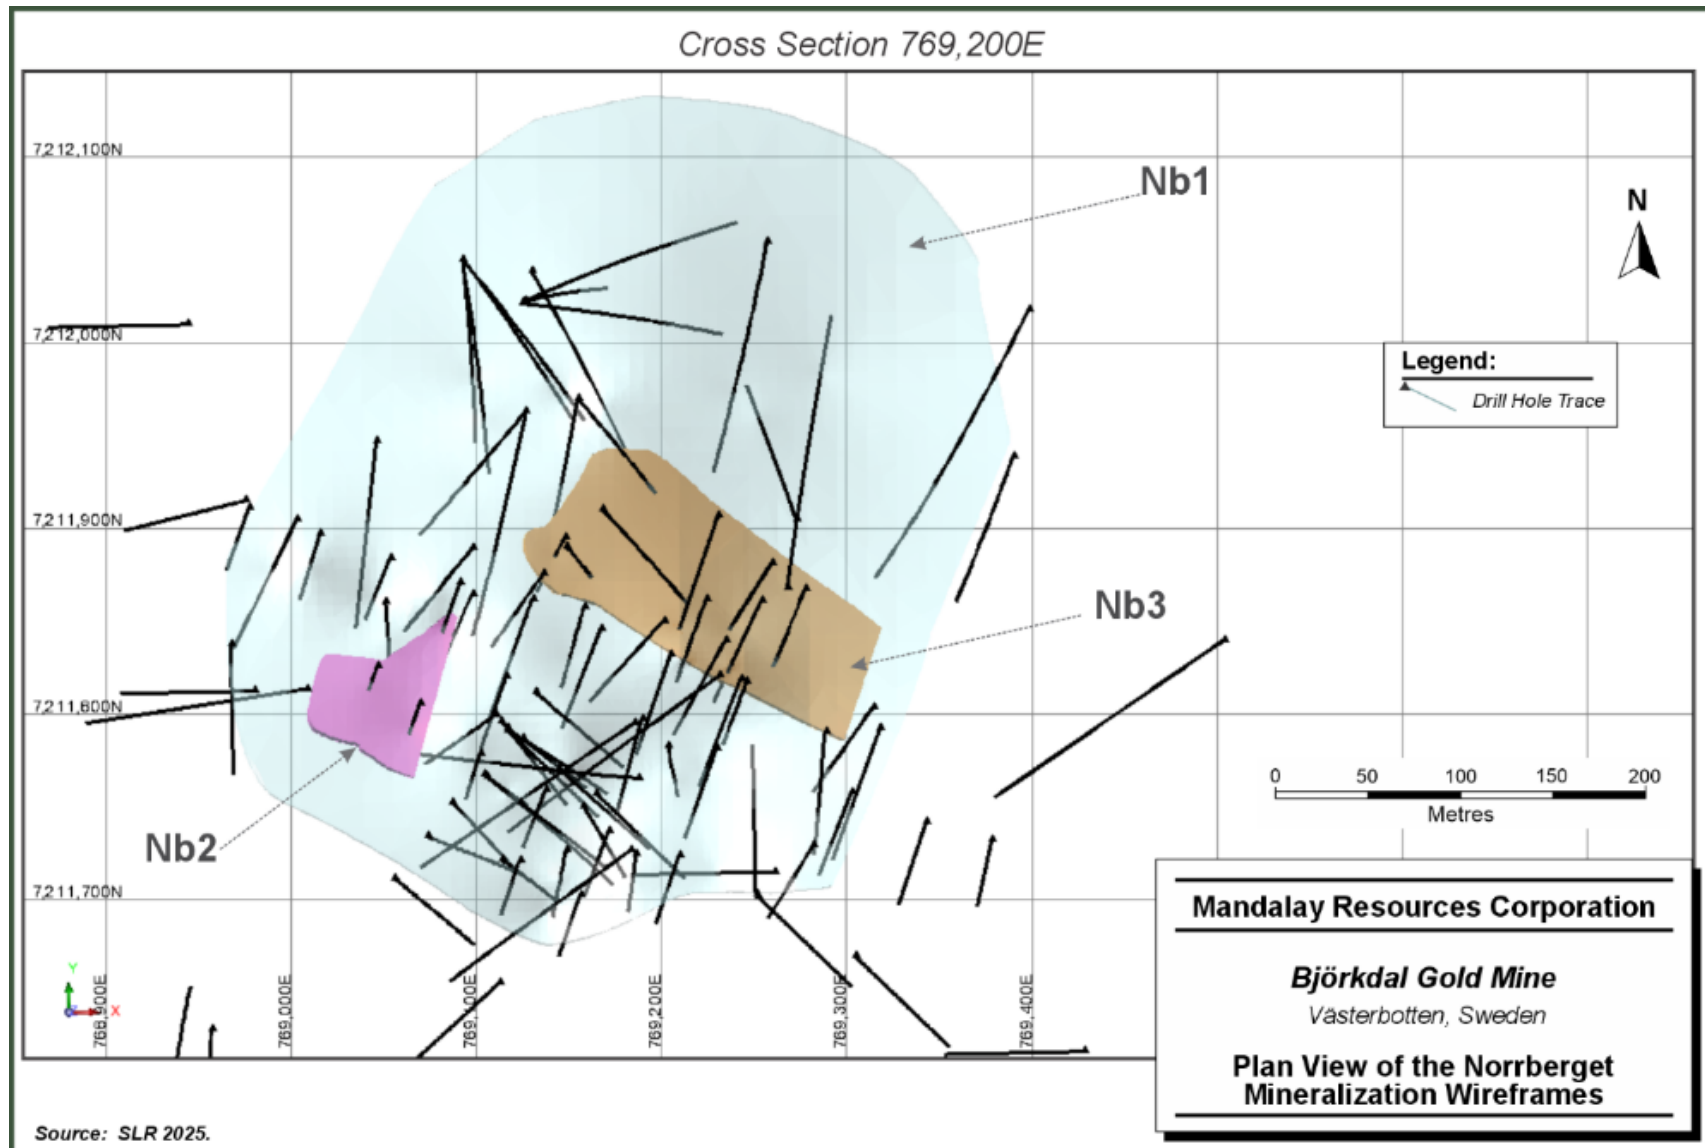 Cross Section 769,200E
7,212,100N
Nb1
N
7,212,000N
Legend:
Drill Hole Trace
7,211,900N
Nb3
7,211,800N
0 50 100 150 200
Metres
Nb2
7,211,700N
Mandalay Resources Corporation
Björkdal Gold Mine
Västerbotten, Sweden
Plan View of the Norrberget
Mineralization Wireframes
Y
X
768,900E
769,000E
769,100E
769,200E
769,300E
769,400E
Source: SLR 2025.